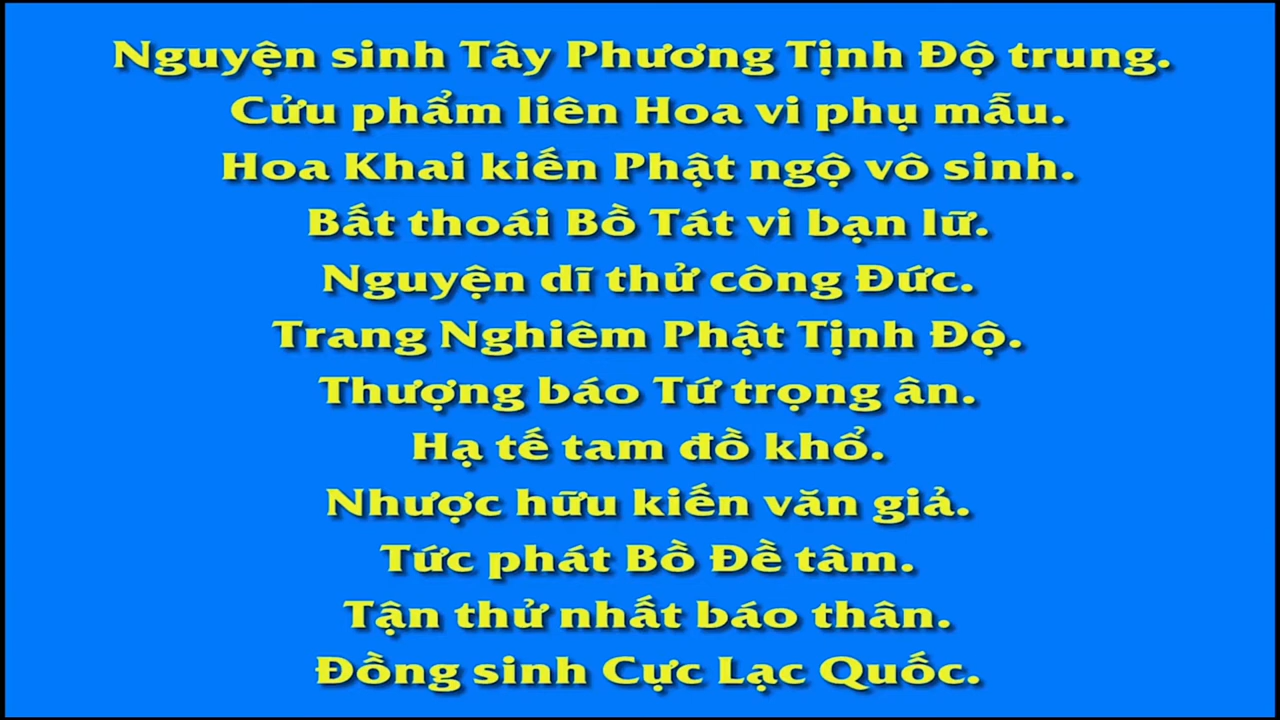 Nguyện sinh Tây Phương Tịnh Độ trung.
Cửu phẩm liên Hoa vi phụ mẫu.
Hoa Khai kiến Phật ngộ vô sinh.
Bất thoái Bồ Tát vi bạn lữ.
Nguyện dĩ thử công Đức.
Trang Nghiêm Phật Tịnh Độ.
Thượng báo Tứ trọng ân.
Hạ tế tam đồ khổ.
Nhược hữu kiến văn giả.
Tức phát Bồ Đề tâm.
Tận thử nhất báo thân.
Đồng sinh Cực Lạc Quốc.